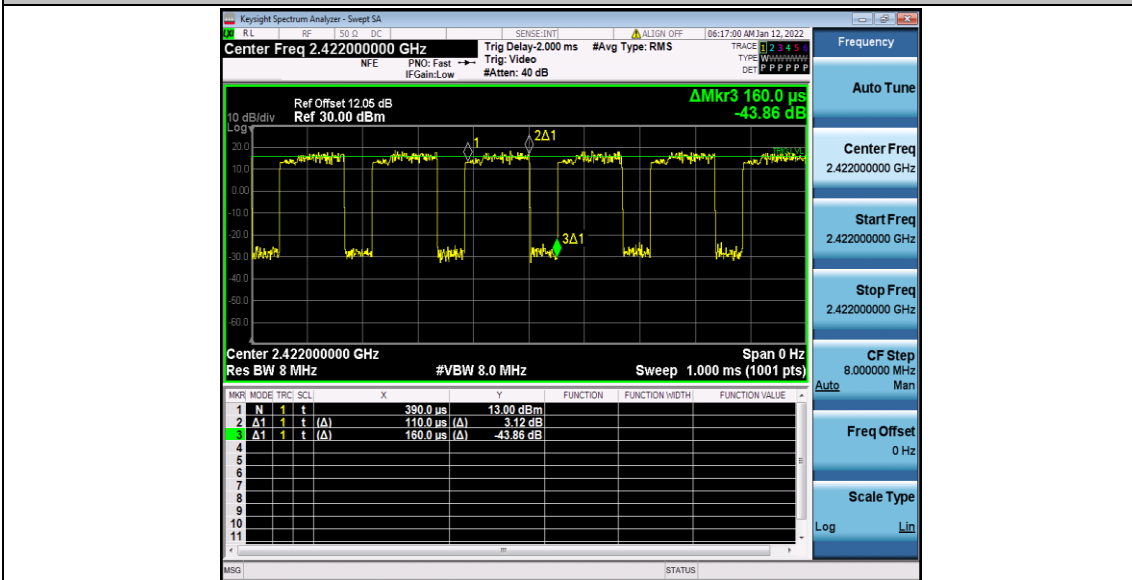 Keysight Spectrum Analyzer - Swept SA
RL RF 50 Ω DC SENSE:INT ALIGN OFF 06:17:00 AM Jan 12, 2022
Center Freq 2.422000000 GHz
NFE
PNO: Fast
IFGain:Low
Trig Delay-2.000 ms
Trig: Video
#Atten: 40 dB
#Avg Type: RMS
TRACE 1 2 3 4 5 6
TYPE WWWWWW
DET P P P P P P
Ref Offset 12.05 dB
Ref 30.00 dBm
10 dB/div
Log
ΔMkr3 160.0 µs
-43.86 dB
20.0
10.0
0.00
-10.0
-20.0
-30.0
-40.0
-50.0
-60.0
1
2Δ1
3Δ1
Center 2.422000000 GHz Span 0 Hz
Res BW 8 MHz #VBW 8.0 MHz Sweep 1.000 ms (1001 pts)
MKR MODE TRC SCL X Y FUNCTION FUNCTION WIDTH FUNCTION VALUE
1 N 1 t 390.0 µs 13.00 dBm
2 Δ1 1 t (Δ) 110.0 µs (Δ) 3.12 dB
3 Δ1 1 t (Δ) 160.0 µs (Δ) -43.86 dB
4
5
6
7
8
9
10
11
MSG STATUS
Frequency
Auto Tune
Center Freq
2.422000000 GHz
Start Freq
2.422000000 GHz
Stop Freq
2.422000000 GHz
CF Step
8.000000 MHz
Auto Man
Freq Offset
0 Hz
Scale Type
Log Lin